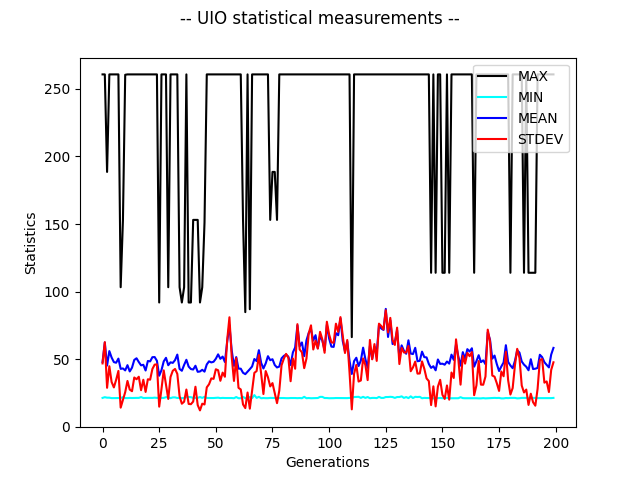 -- UIO statistical measurements --
MAX
MIN
MEAN
STDEV
Statistics
250
200
150
100
50
0
0 25 50 75 100 125 150 175 200
Generations